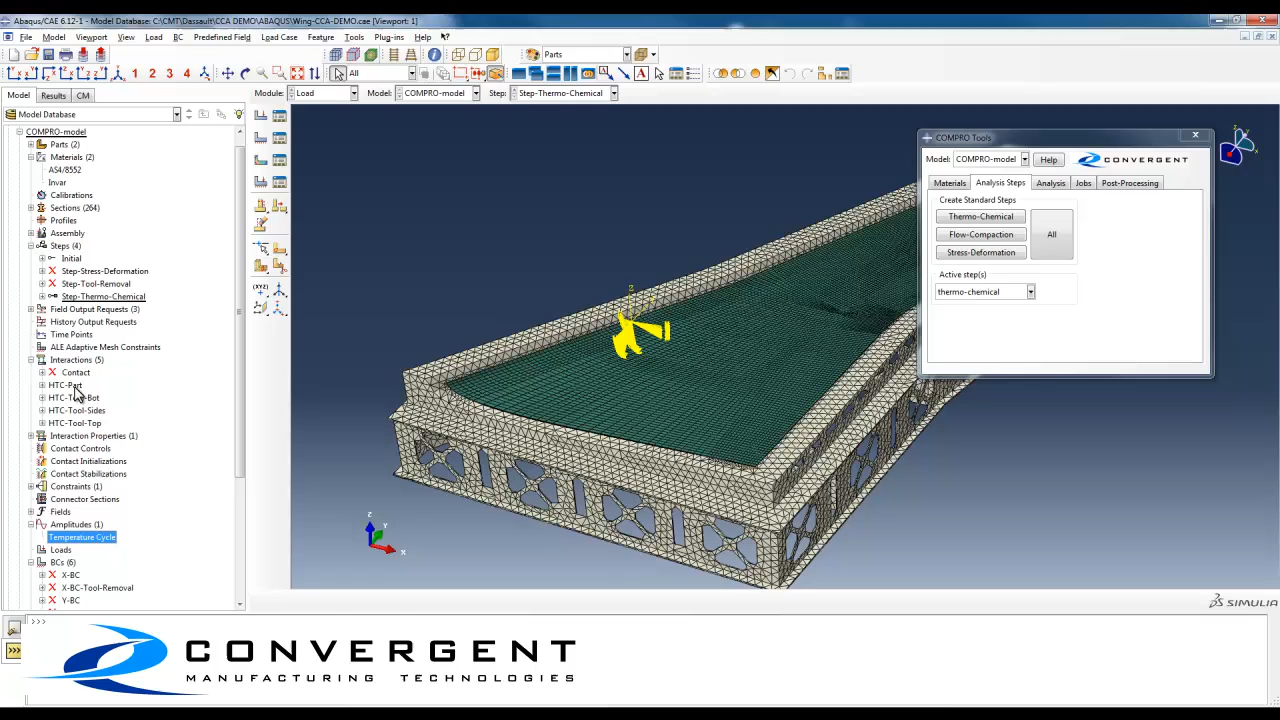 Abaqus/CAE 6.12-1 - Model Database: C:\CMT\Dassault\CCA DEMO\ABAQUS\Wing-CCA-DEMO.cae [Viewport: 1]
File Model Viewport View Load BC Predefined Field Load Case Feature Tools Plug-ins Help
Parts
1 2 3 4 All
Model Results CM Module: Load Model: COMPRO-model Step: Step-Thermo-Chemical
Model Database
COMPRO-model
Parts (2)
Materials (2)
AS4/8552
Invar
Calibrations
Sections (264)
Profiles
Assembly
Steps (4)
Initial
Step-Stress-Deformation
Step-Tool-Removal
Step-Thermo-Chemical
Field Output Requests (3)
History Output Requests
Time Points
ALE Adaptive Mesh Constraints
Interactions (5)
Contact
HTC-Part
HTC-Tool-Bot
HTC-Tool-Sides
HTC-Tool-Top
Interaction Properties (1)
Contact Controls
Contact Initializations
Contact Stabilizations
Constraints (1)
Connector Sections
Fields
Amplitudes (1)
Temperature Cycle
Loads
BCs (6)
X-BC
X-BC-Tool-Removal
Y-BC
COMPRO Tools
Model: COMPRO-model Help CONVERGENT
Materials Analysis Steps Analysis Jobs Post-Processing
Create Standard Steps
Thermo-Chemical
Flow-Compaction
Stress-Deformation
All
Active step(s)
thermo-chemical
Z
Y
X
SIMULIA
>>>
CONVERGENT
MANUFACTURING TECHNOLOGIES